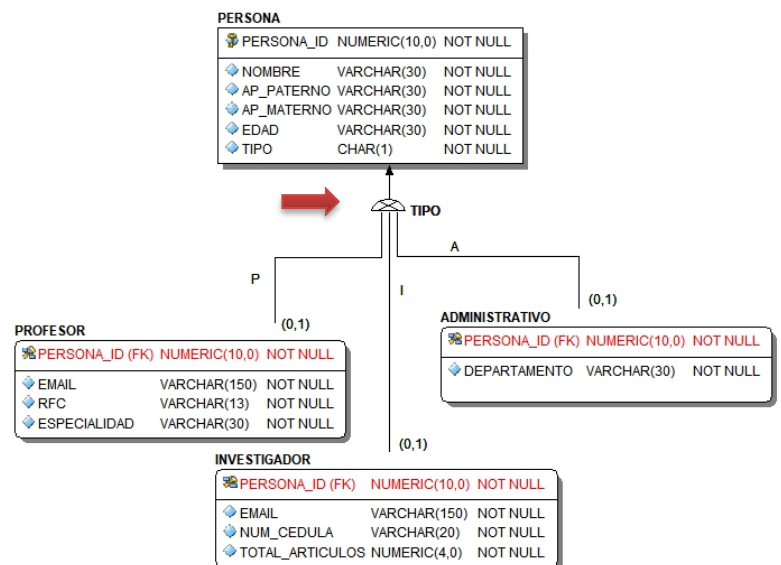 PERSONA
PERSONA_ID NUMERIC(10,0) NOT NULL
NOMBRE VARCHAR(30) NOT NULL
AP_PATERNO VARCHAR(30) NOT NULL
AP_MATERNO VARCHAR(30) NOT NULL
EDAD VARCHAR(30) NOT NULL
TIPO CHAR(1) NOT NULL
TIPO
P
I
A
(0,1)
PROFESOR
PERSONA_ID (FK) NUMERIC(10,0) NOT NULL
EMAIL VARCHAR(150) NOT NULL
RFC VARCHAR(13) NOT NULL
ESPECIALIDAD VARCHAR(30) NOT NULL
(0,1)
ADMINISTRATIVO
PERSONA_ID (FK) NUMERIC(10,0) NOT NULL
DEPARTAMENTO VARCHAR(30) NOT NULL
(0,1)
INVESTIGADOR
PERSONA_ID (FK) NUMERIC(10,0) NOT NULL
EMAIL VARCHAR(150) NOT NULL
NUM_CEDULA VARCHAR(20) NOT NULL
TOTAL_ARTICULOS NUMERIC(4,0) NOT NULL